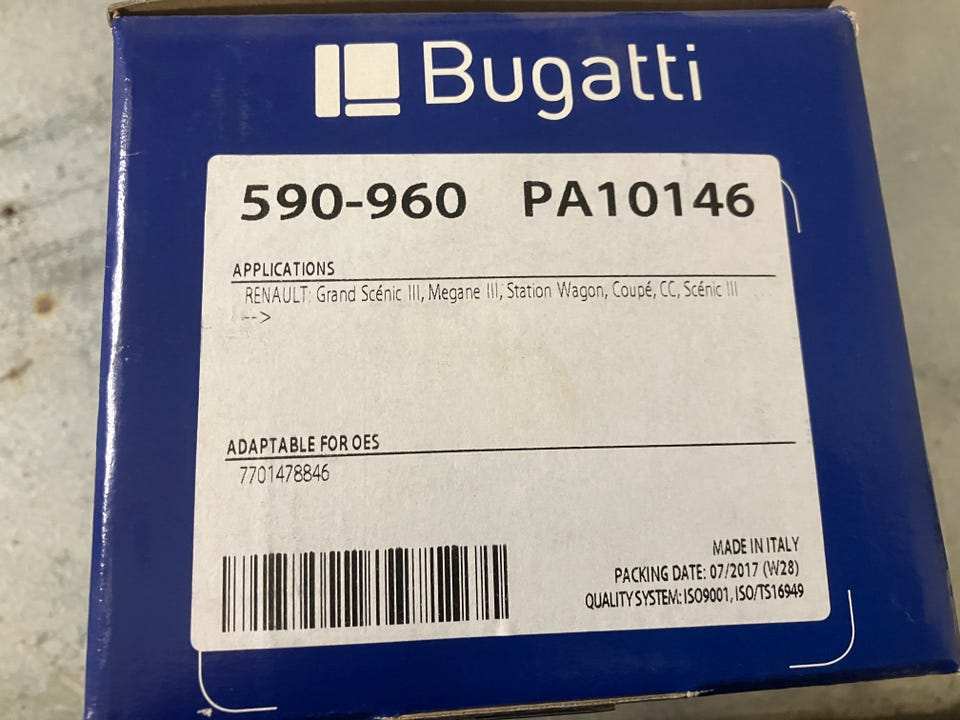 Bugatti
590-960 PA10146
APPLICATIONS
RENAULT: Grand Scénic III, Megane III, Station Wagon, Coupé, CC, Scénic III
-->
ADAPTABLE FOR OES
7701478846
MADE IN ITALY
PACKING DATE: 07/2017 (W28)
QUALITY SYSTEM: ISO9001, ISO/TS16949